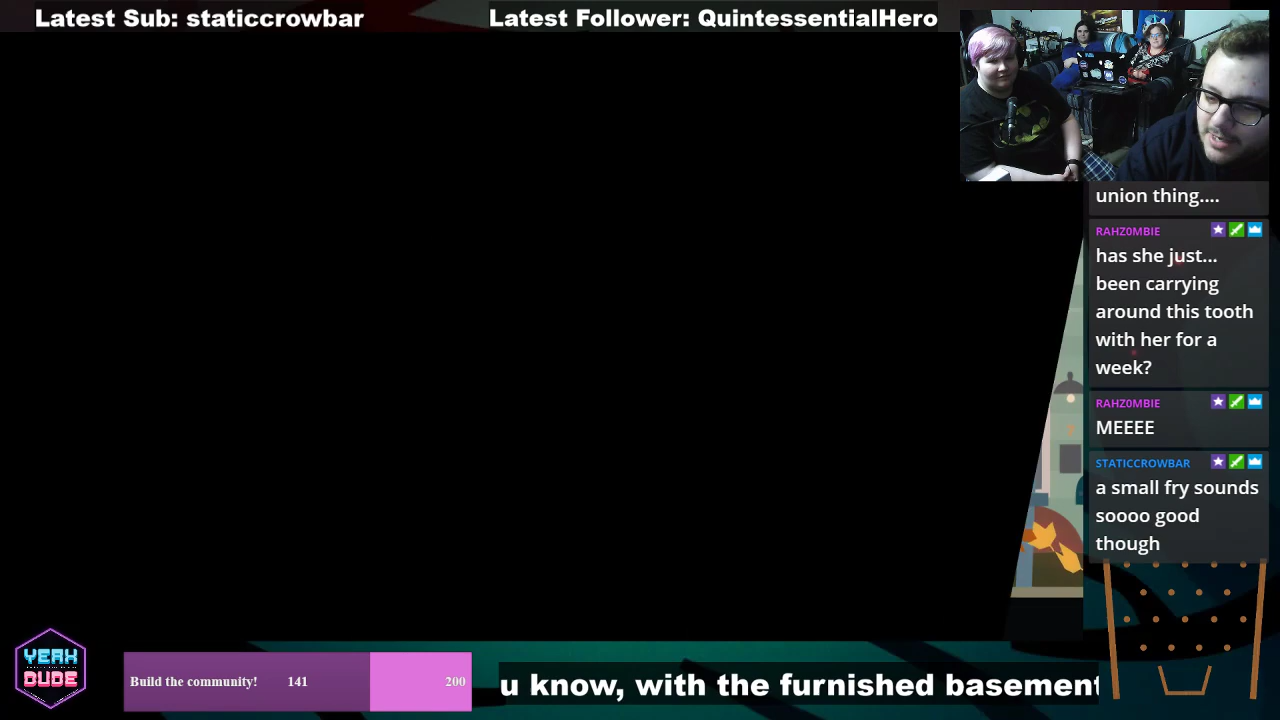 Latest Sub: staticcrowbar
Latest Follower: QuintessentialHero
union thing....
RAHZ0MBIE
has she just...
been carrying
around this tooth
with her for a
week?
RAHZ0MBIE
MEEEE
STATICCROWBAR
a small fry sounds
soooo good
though
YEAH
DUDE
Build the community! 141 200
u know, with the furnished basement